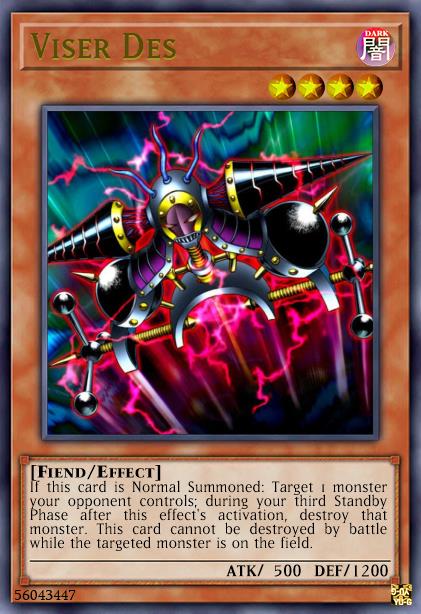 Viser Des
DARK
闇
[Fiend/Effect]
If this card is Normal Summoned: Target 1 monster
your opponent controls; during your third Standby
Phase after this effect's activation, destroy that
monster. This card cannot be destroyed by battle
while the targeted monster is on the field.
ATK/ 500 DEF/1200
56043447